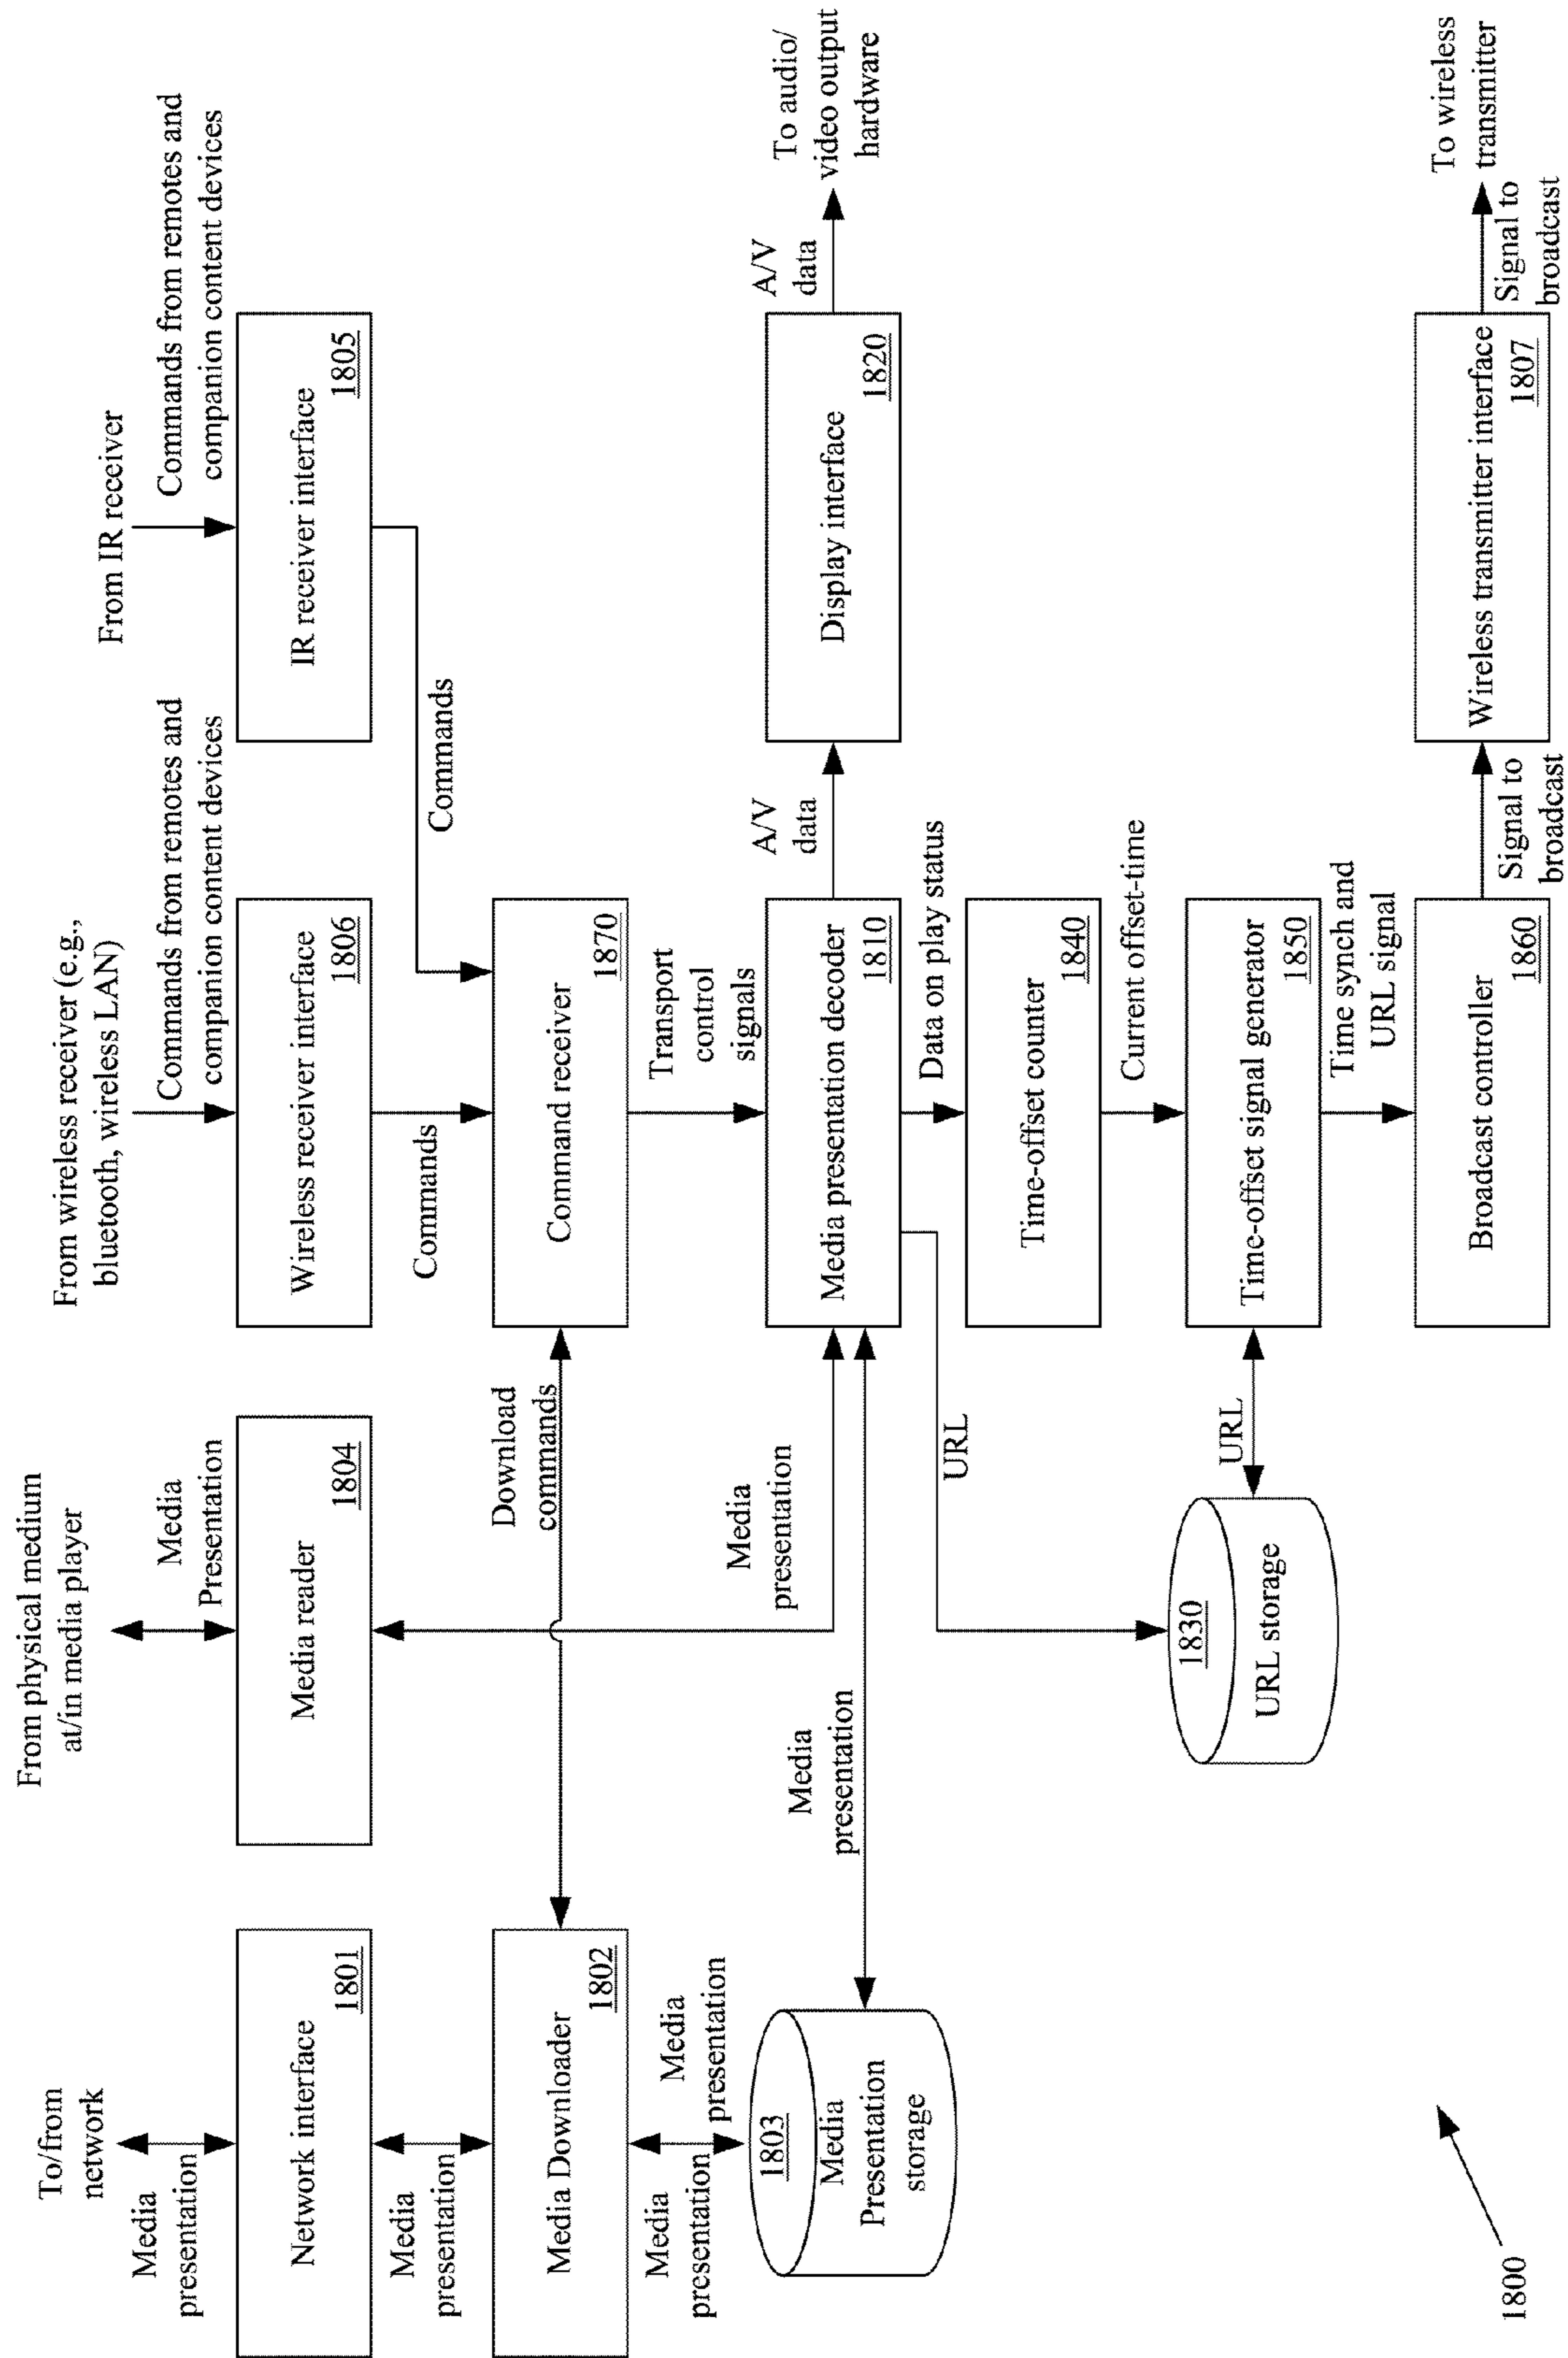 To/from
network
Media
presentation
Network interface
1801
Media
presentation
Media Downloader
1802
Media
presentation
Media
presentation
1803
Media
Presentation
storage
From physical medium
at/in media player
Media
Presentation
Media reader
1804
Download
commands
Media
presentation
Media
presentation
URL
1830
URL storage
URL
From wireless receiver (e.g.,
bluetooth, wireless LAN)
Commands from remotes and
companion content devices
Wireless receiver interface
1806
Commands
Command receiver
1870
Transport
control
signals
Media presentation decoder
1810
Data on play status
Time-offset counter
1840
Current offset-time
Time-offset signal generator
1850
Time synch and
URL signal
Broadcast controller
1860
From IR receiver
Commands from remotes and
companion content devices
IR receiver interface
1805
Commands
A/V
data
Display interface
1820
A/V
data
To audio/
video output
hardware
Signal to
broadcast
Wireless transmitter interface
1807
Signal to
broadcast
To wireless
transmitter
1800